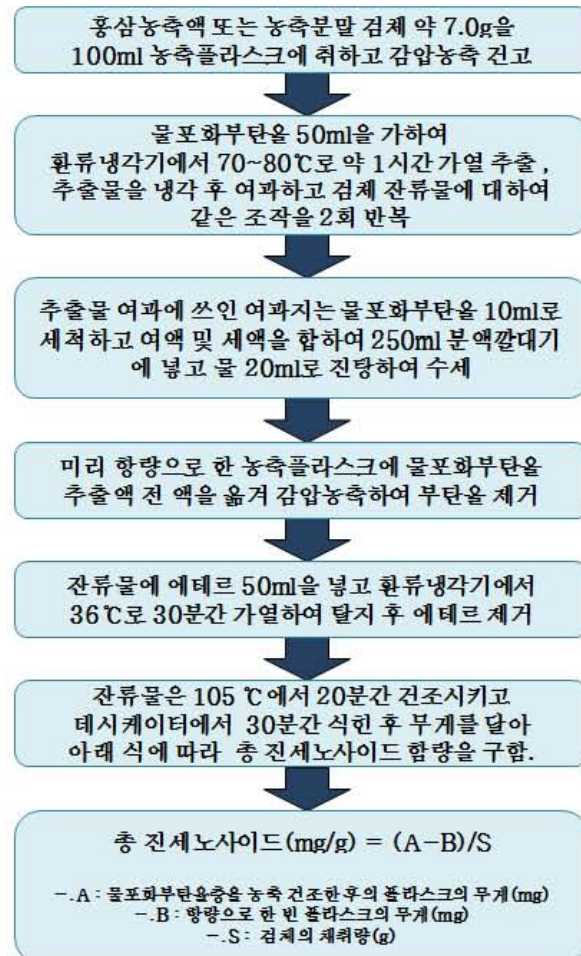 홍삼농축액 또는 농축분말 검체 약 7.0g을
100ml 농축플라스크에 취하고 감압농축 건고
물포화부탄올 50ml을 가하여
환류냉각기에서 70~80℃로 약 1시간 가열 추출,
추출물을 냉각 후 여과하고 검체 잔류물에 대하여
같은 조작을 2회 반복
추출물 여과에 쓰인 여과지는 물포화부탄올 10ml로
세척하고 여액 및 세액을 합하여 250ml 분액깔대기
에 넣고 물 20ml로 진탕하여 수세
미리 항량으로 한 농축플라스크에 물포화부탄올
추출액 전 액을 옮겨 감압농축하여 부탄올 제거
잔류물에 에테르 50ml을 넣고 환류냉각기에서
36℃로 30분간 가열하여 탈지 후 에테르 제거
잔류물은 105 ℃에서 20분간 건조시키고
데시케이터에서 30분간 식힌 후 무게를 달아
아래 식에 따라 총 진세노사이드 함량을 구함.
총 진세노사이드(mg/g) = (A-B)/S
-.A : 물포화부탄올층을 농축 건조한후의 플라스크의 무게(mg)
-.B : 항량으로 한 빈 플라스크의 무게(mg)
-.S : 검체의 채취량(g)